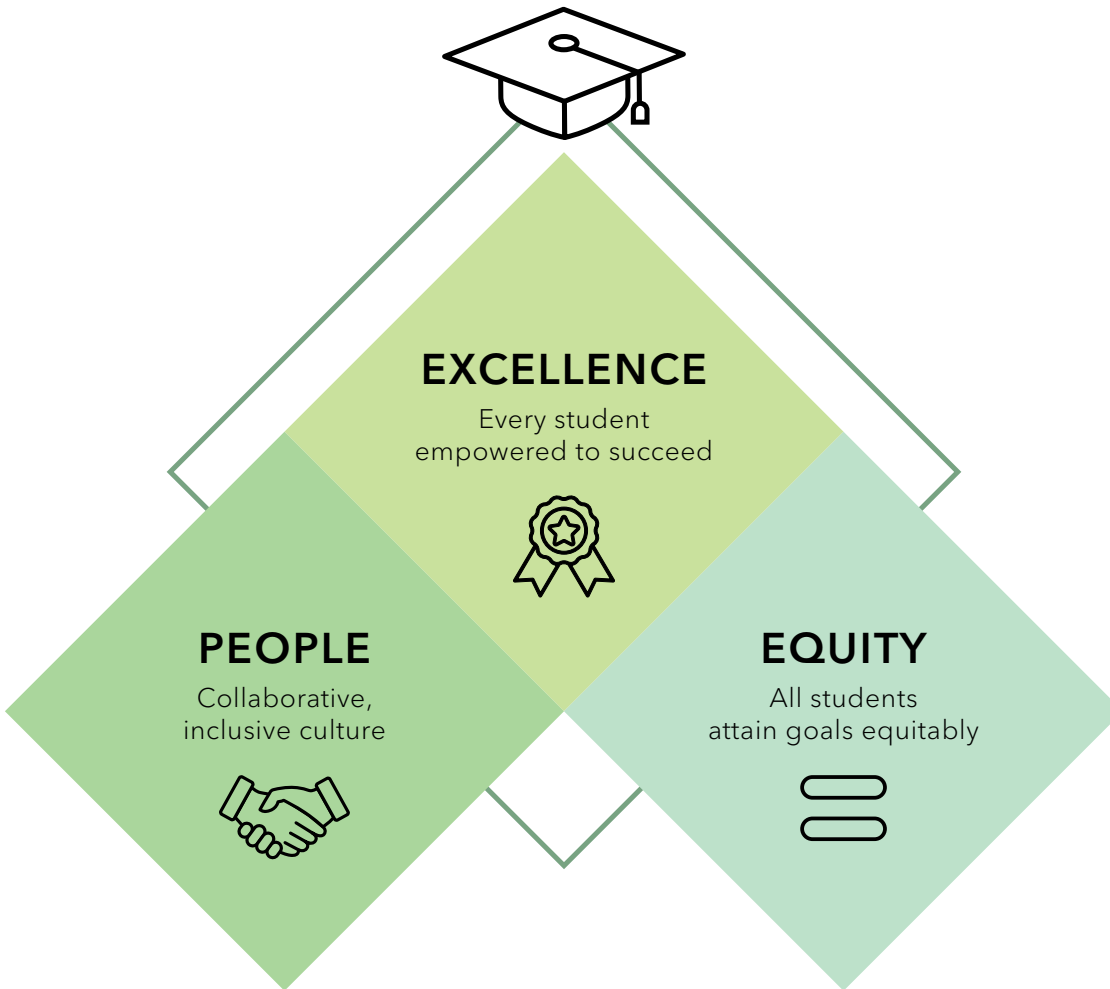 EXCELLENCE
Every student
empowered to succeed
PEOPLE
Collaborative,
inclusive culture
EQUITY
All students
attain goals equitably